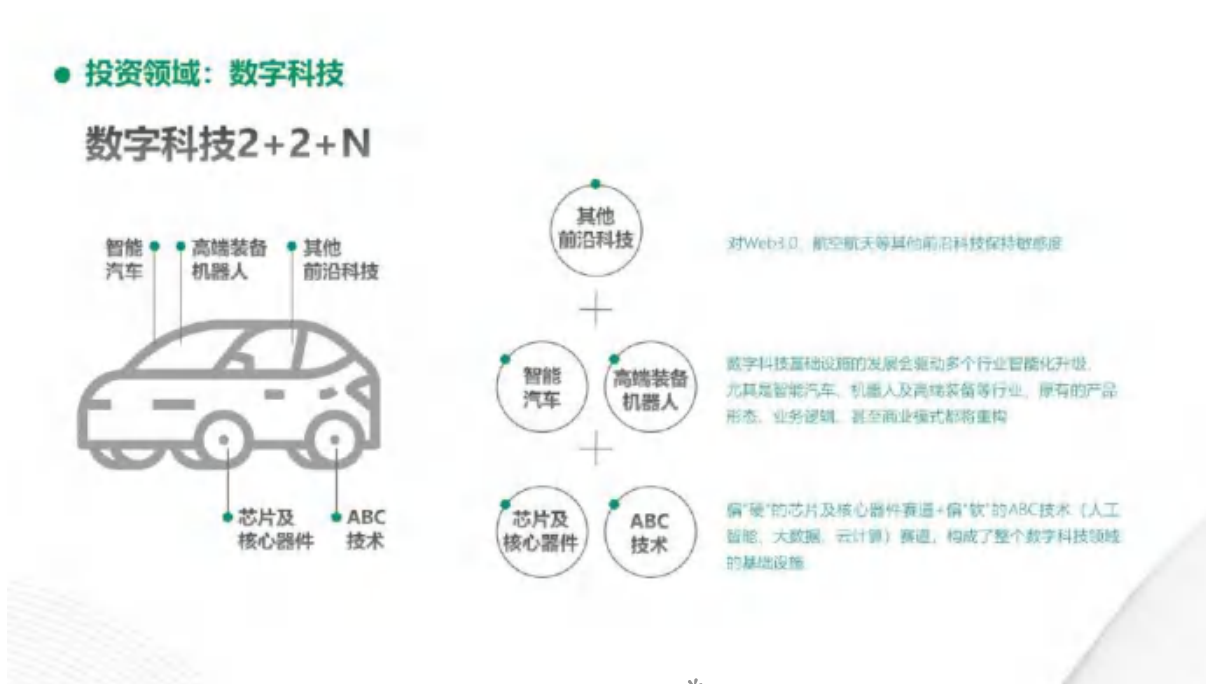 投资领域：数字科技
数字科技2+2+N
智能
汽车
高端装备
机器人
其他
前沿科技
芯片及
核心器件
ABC
技术
其他
前沿科技
对Web3.0、航空航天等其他前沿科技保持敏感度
+
智能
汽车
高端装备
机器人
数字科技基础设施的发展会驱动多个行业智能化升级，
尤其是智能汽车、机器人及高端装备等行业，原有的产品
形态、业务逻辑、甚至商业模式都将重构
+
芯片及
核心器件
ABC
技术
偏“硬”的芯片及核心器件赛道+偏“软”的ABC技术（人工
智能、大数据、云计算）赛道，构成了整个数字科技领域
的基础设施